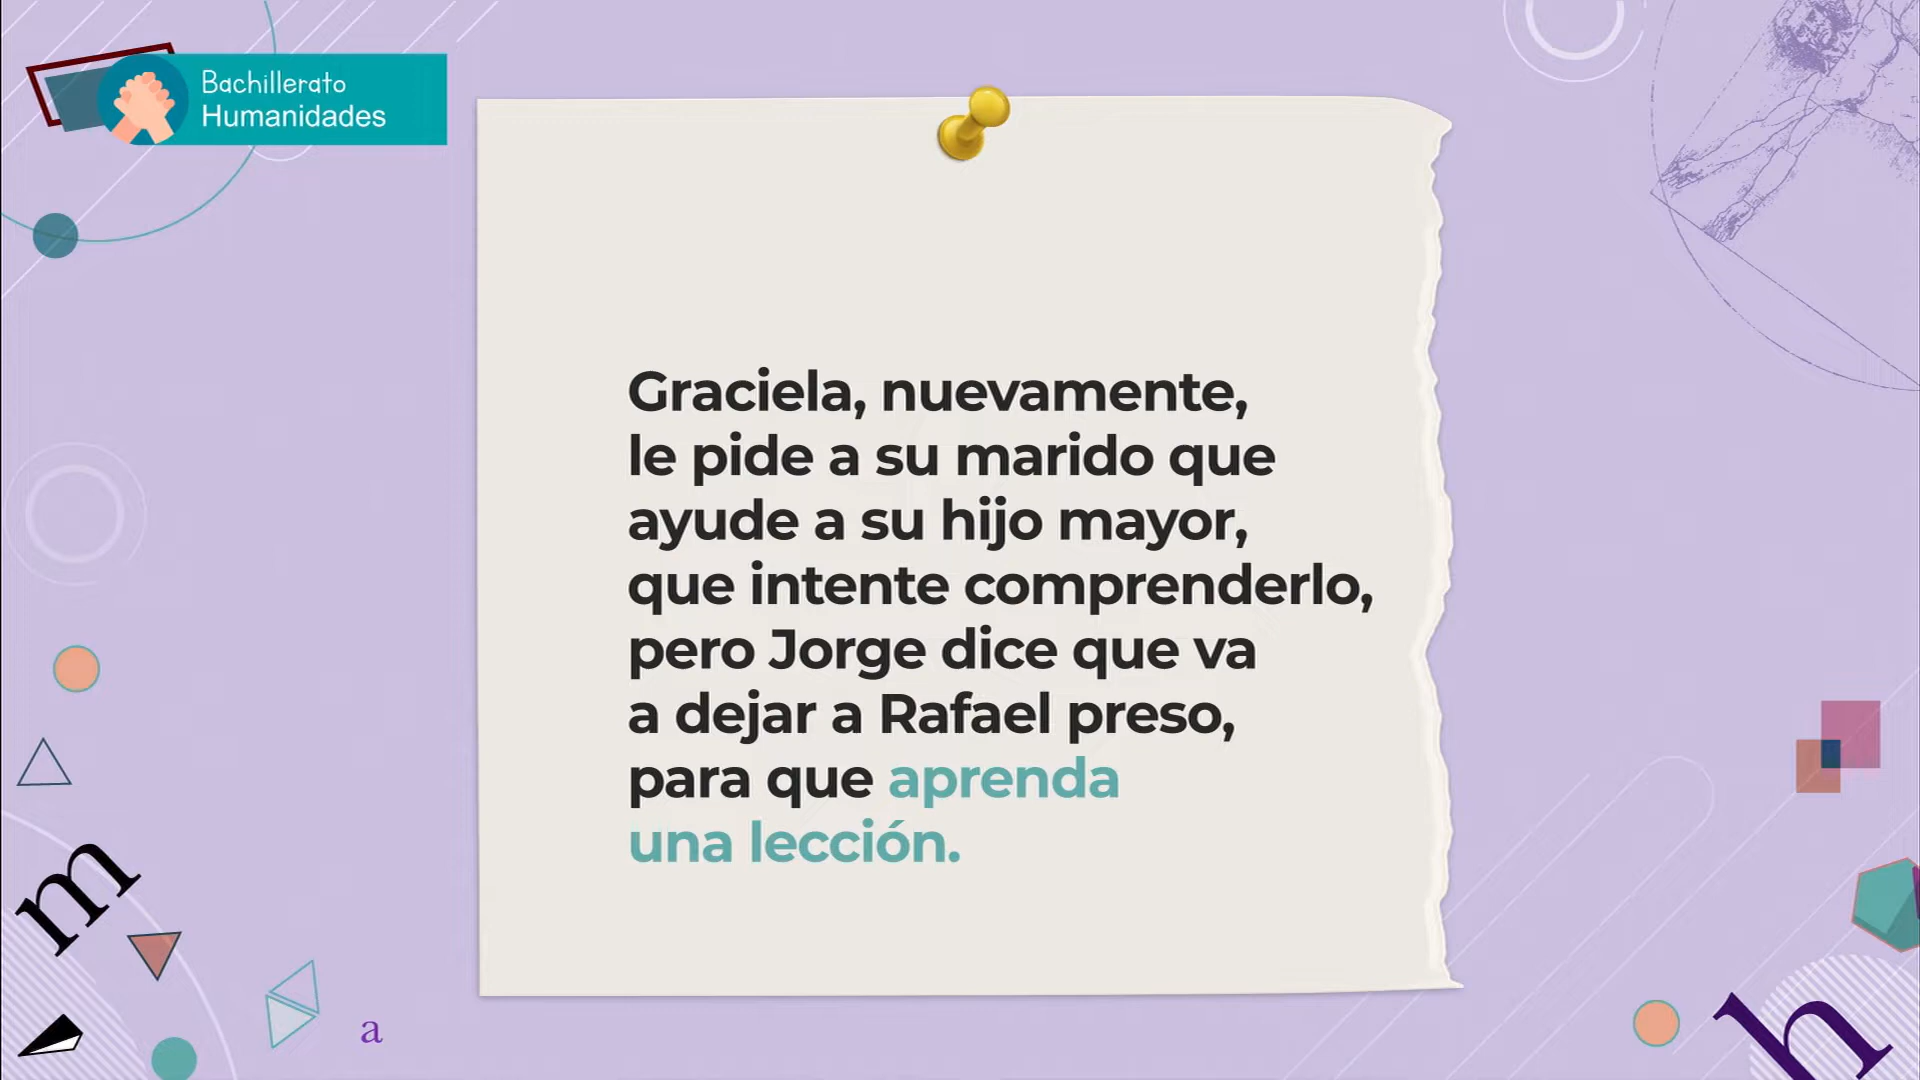 Bachillerato
Humanidades
Graciela, nuevamente,
le pide a su marido que
ayude a su hijo mayor,
que intente comprenderlo,
pero Jorge dice que va
a dejar a Rafael preso,
para que aprenda
una lección.
m
a
h